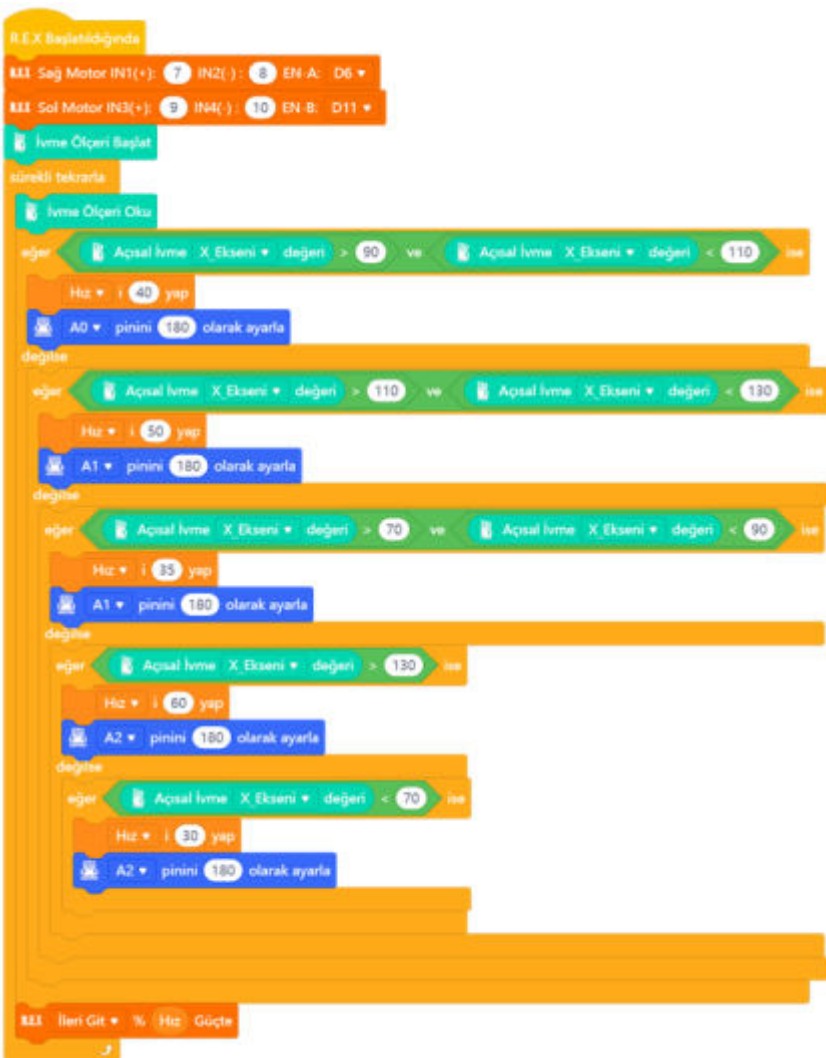 R.E.X Başlatıldığında
R.E.X Sağ Motor IN1(+): 7 IN2(-) : 8 EN-A: D6
R.E.X Sol Motor IN3(+): 9 IN4(-) : 10 EN-B: D11
İvme Ölçeri Başlat
sürekli tekrarla
İvme Ölçeri Oku
eğer Açısal İvme X_Ekseni değeri > 90 ve Açısal İvme X_Ekseni değeri < 110 ise
Hız i 40 yap
A0 pinini 180 olarak ayarla
değilse
eğer Açısal İvme X_Ekseni değeri > 110 ve Açısal İvme X_Ekseni değeri < 130 ise
Hız i 50 yap
A1 pinini 180 olarak ayarla
değilse
eğer Açısal İvme X_Ekseni değeri > 70 ve Açısal İvme X_Ekseni değeri < 90 ise
Hız i 35 yap
A1 pinini 180 olarak ayarla
değilse
eğer Açısal İvme X_Ekseni değeri > 130 ise
Hız i 60 yap
A2 pinini 180 olarak ayarla
değilse
eğer Açısal İvme X_Ekseni değeri < 70 ise
Hız i 30 yap
A2 pinini 180 olarak ayarla
R.E.X İleri Git % Hız Güçte